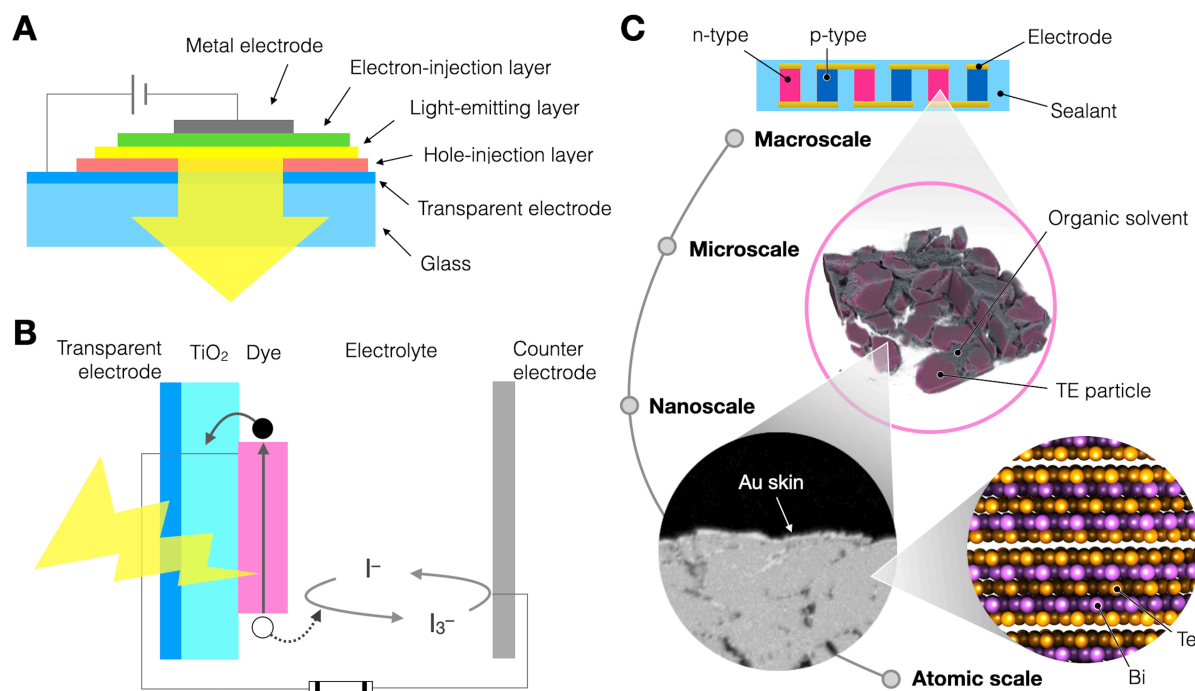 A
Metal electrode
Electron-injection layer
Light-emitting layer
Hole-injection layer
Transparent electrode
Glass
B
Transparent
electrode
TiO₂
Dye
Electrolyte
Counter
electrode
I⁻
I₃⁻
C
n-type
p-type
Electrode
Sealant
Macroscale
Microscale
Organic solvent
TE particle
Nanoscale
Au skin
Te
Bi
Atomic scale